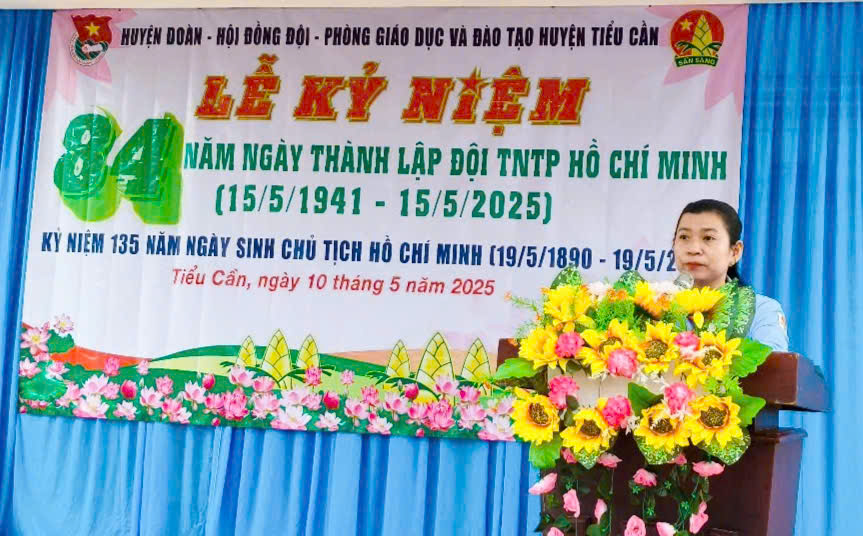 HUYỆN ĐOÀN - HỘI ĐỒNG ĐỘI - PHÒNG GIÁO DỤC VÀ ĐÀO TẠO HUYỆN TIỂU CẦN
SẴN SÀNG
LỄ KỶ NIỆM
84 NĂM NGÀY THÀNH LẬP ĐỘI TNTP HỒ CHÍ MINH
(15/5/1941 - 15/5/2025)
KỶ NIỆM 135 NĂM NGÀY SINH CHỦ TỊCH HỒ CHÍ MINH (19/5/1890 - 19/5/2
Tiểu Cần, ngày 10 tháng 5 năm 2025